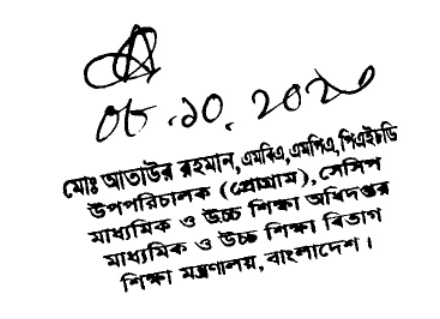 ০৮.১০.২০২০
মোঃ আতাউর রহমান, এমবিএ, এমপিএ, পিএইচডি
উপপরিচালক (প্রোগ্রাম), সেসিপ
মাধ্যমিক ও উচ্চ শিক্ষা অধিদপ্তর
মাধ্যমিক ও উচ্চ শিক্ষা বিভাগ
শিক্ষা মন্ত্রণালয়, বাংলাদেশ।